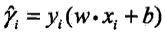 γ̂ᵢ = yᵢ(w·xᵢ + b)